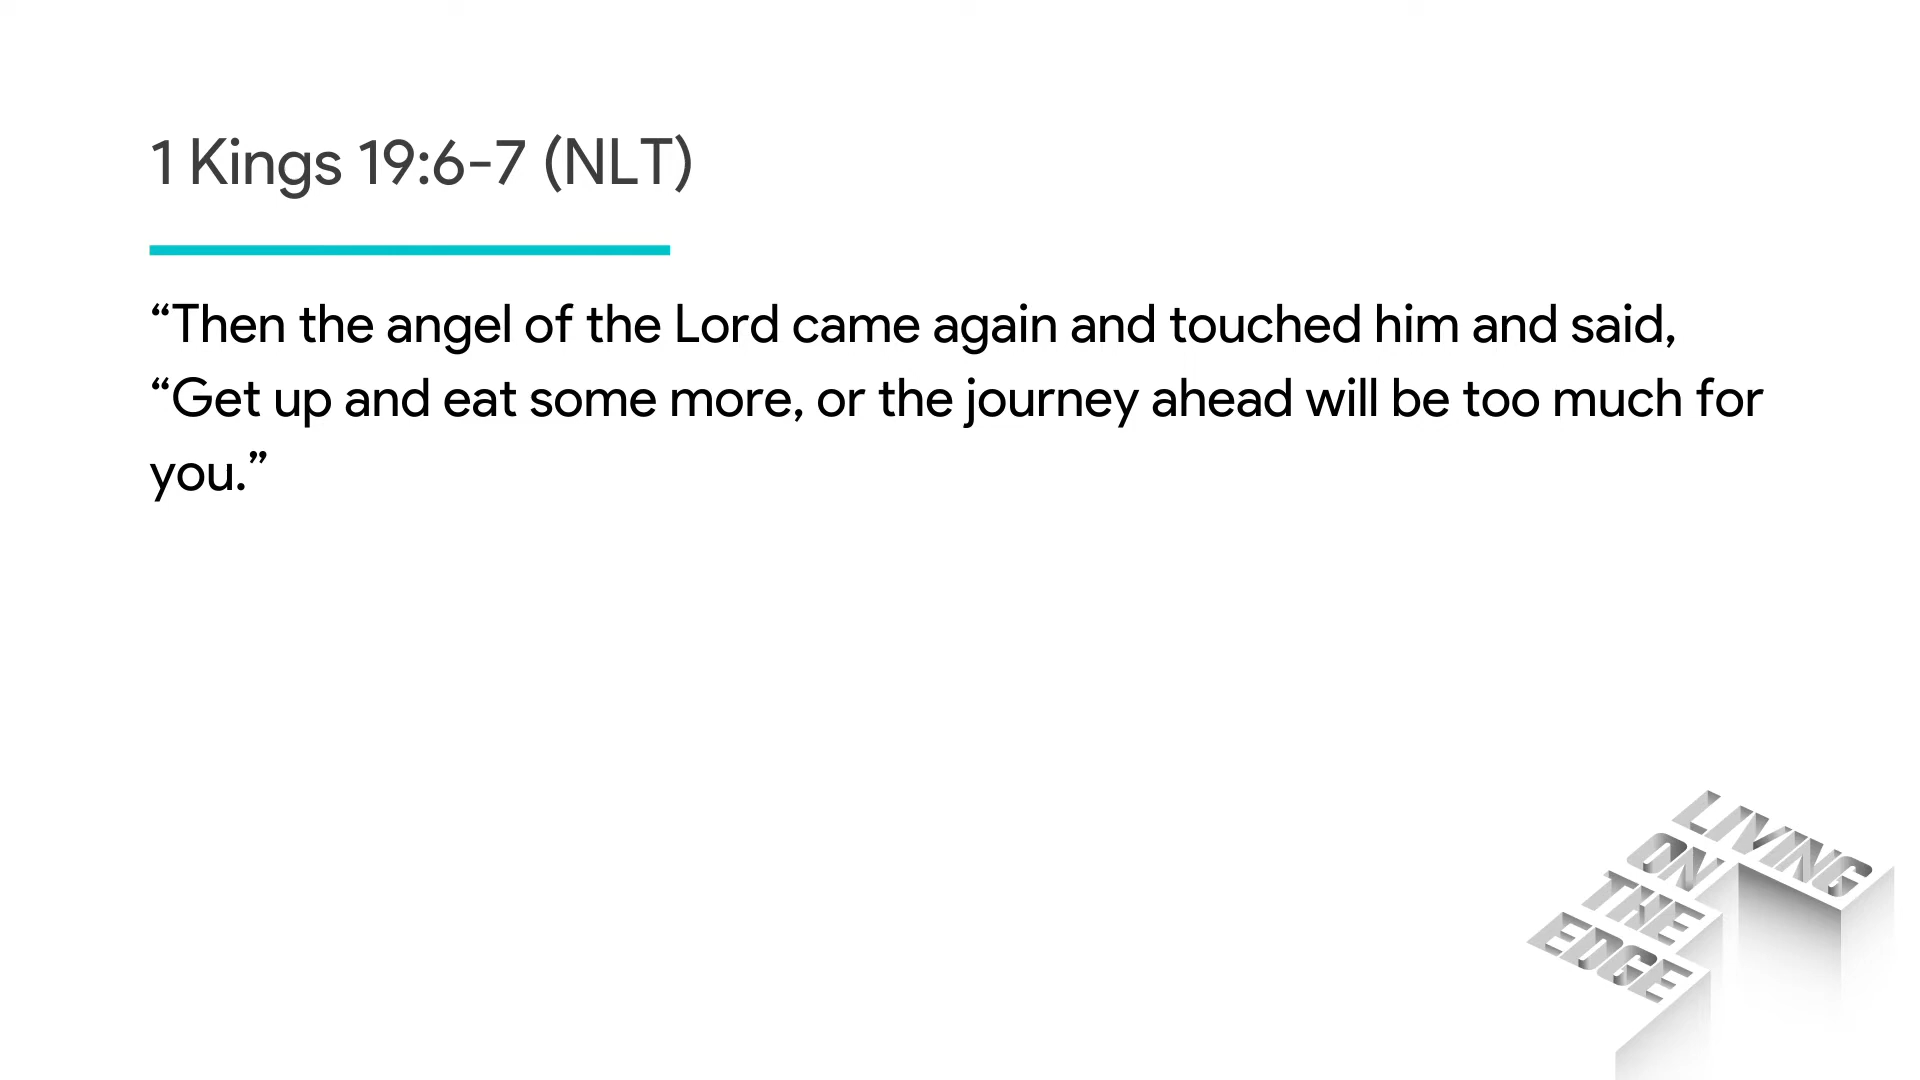 1 Kings 19:6-7 (NLT)
“Then the angel of the Lord came again and touched him and said,
“Get up and eat some more, or the journey ahead will be too much for
you.”
LIVING
ON
THE
EDGE